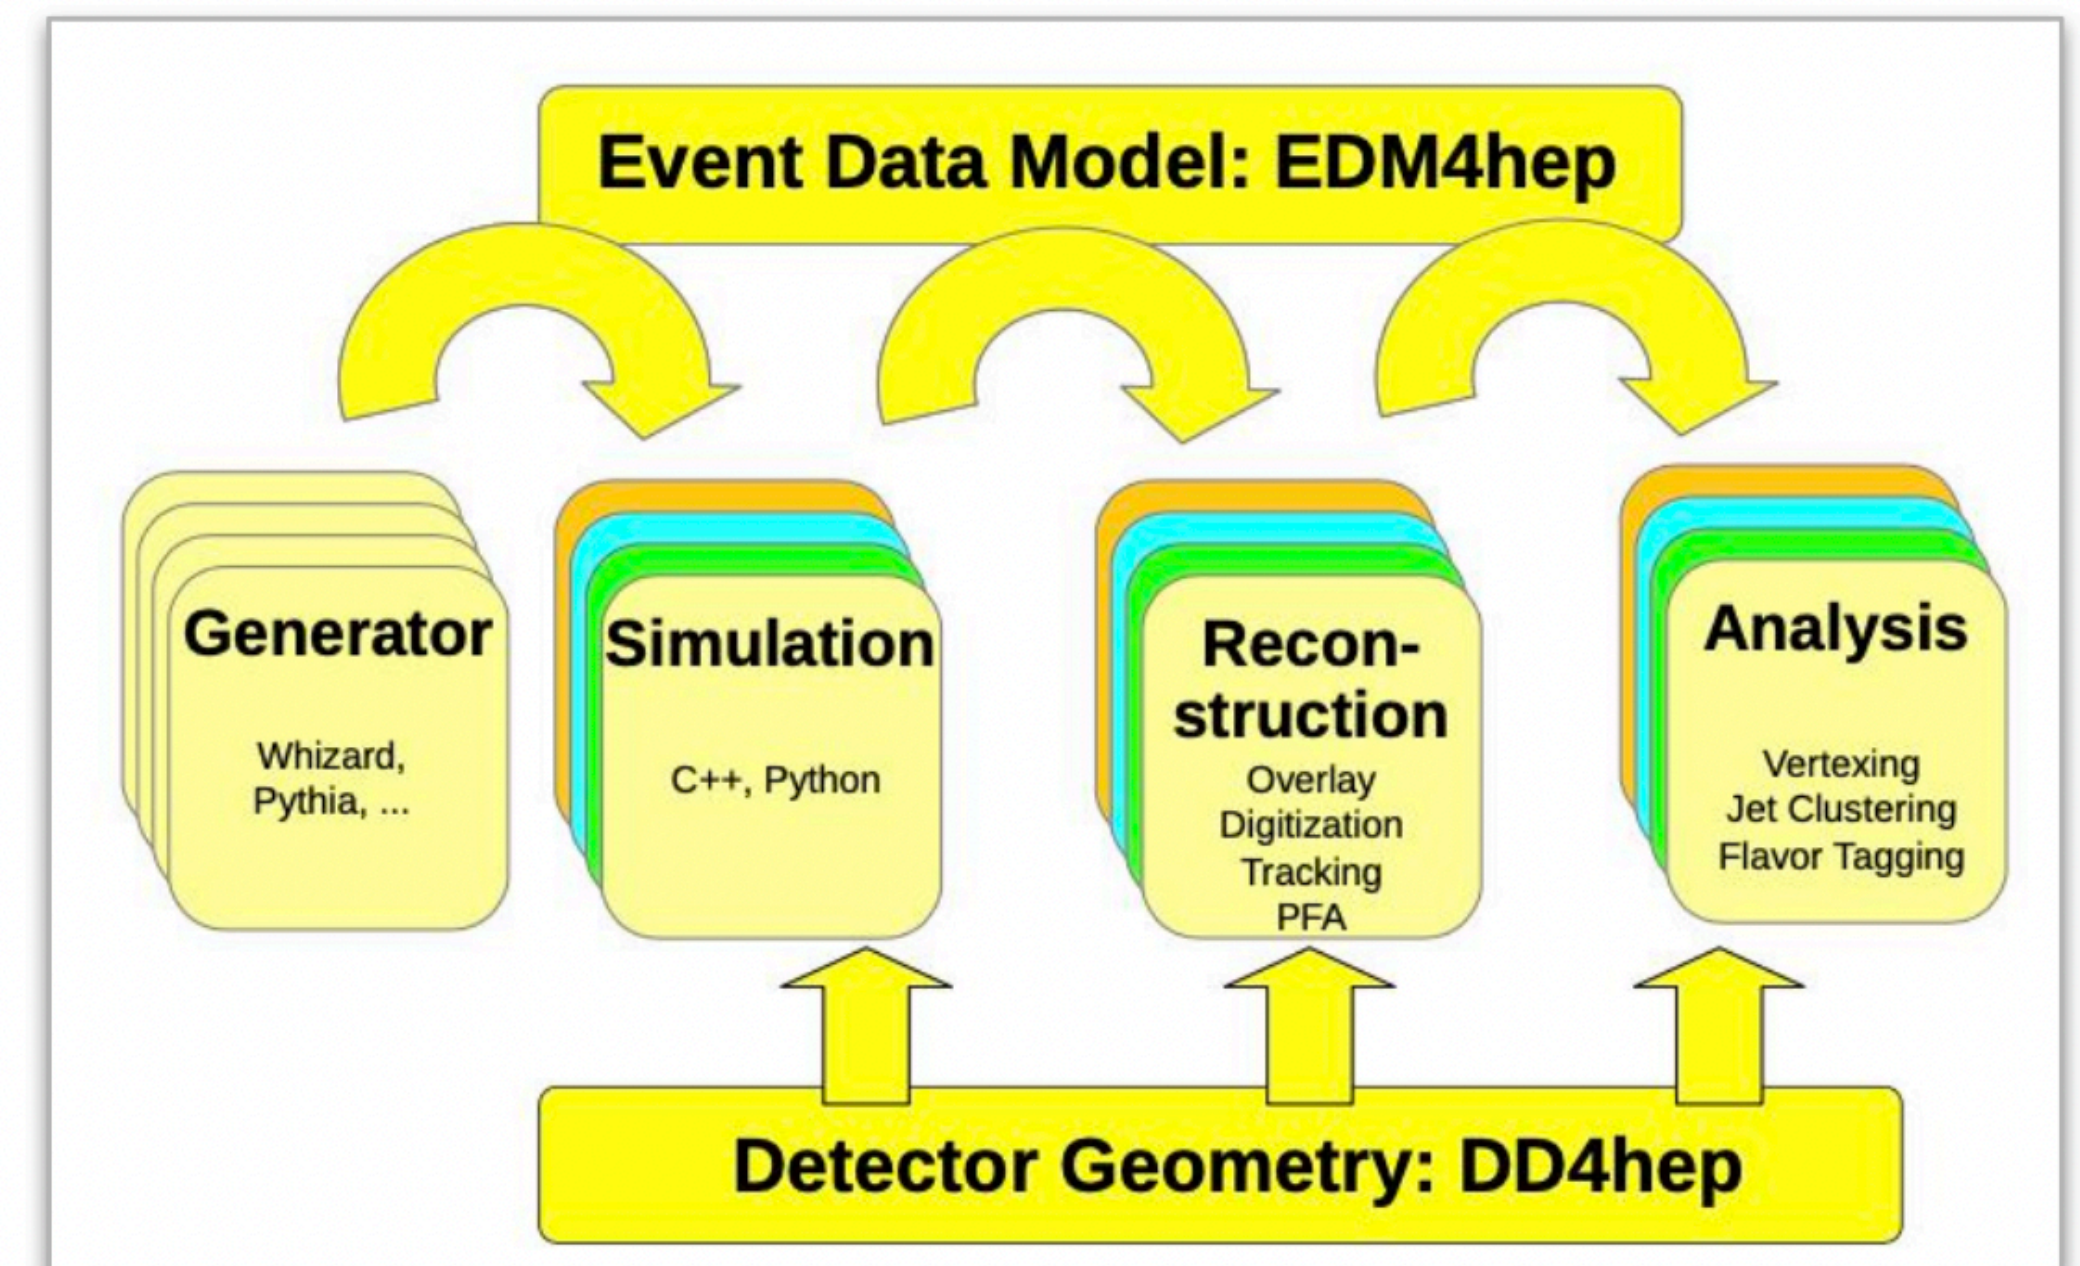 Event Data Model: EDM4hep
Generator
Whizard,
Pythia, ...
Simulation
C++, Python
Recon-
struction
Overlay
Digitization
Tracking
PFA
Analysis
Vertexing
Jet Clustering
Flavor Tagging
Detector Geometry: DD4hep